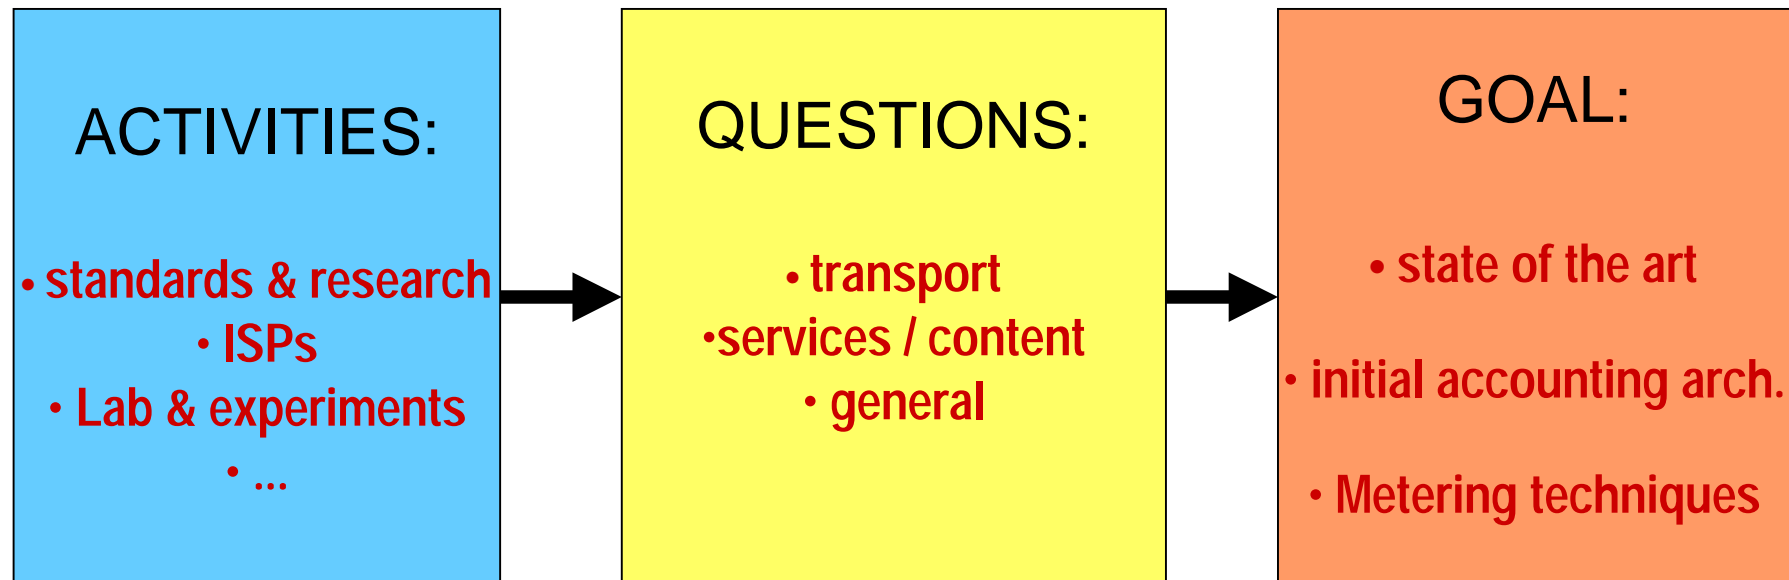 ACTIVITIES:
• standards & research
• ISPs
• Lab & experiments
• ...
QUESTIONS:
• transport
•services / content
• general
GOAL:
• state of the art
• initial accounting arch.
• Metering techniques